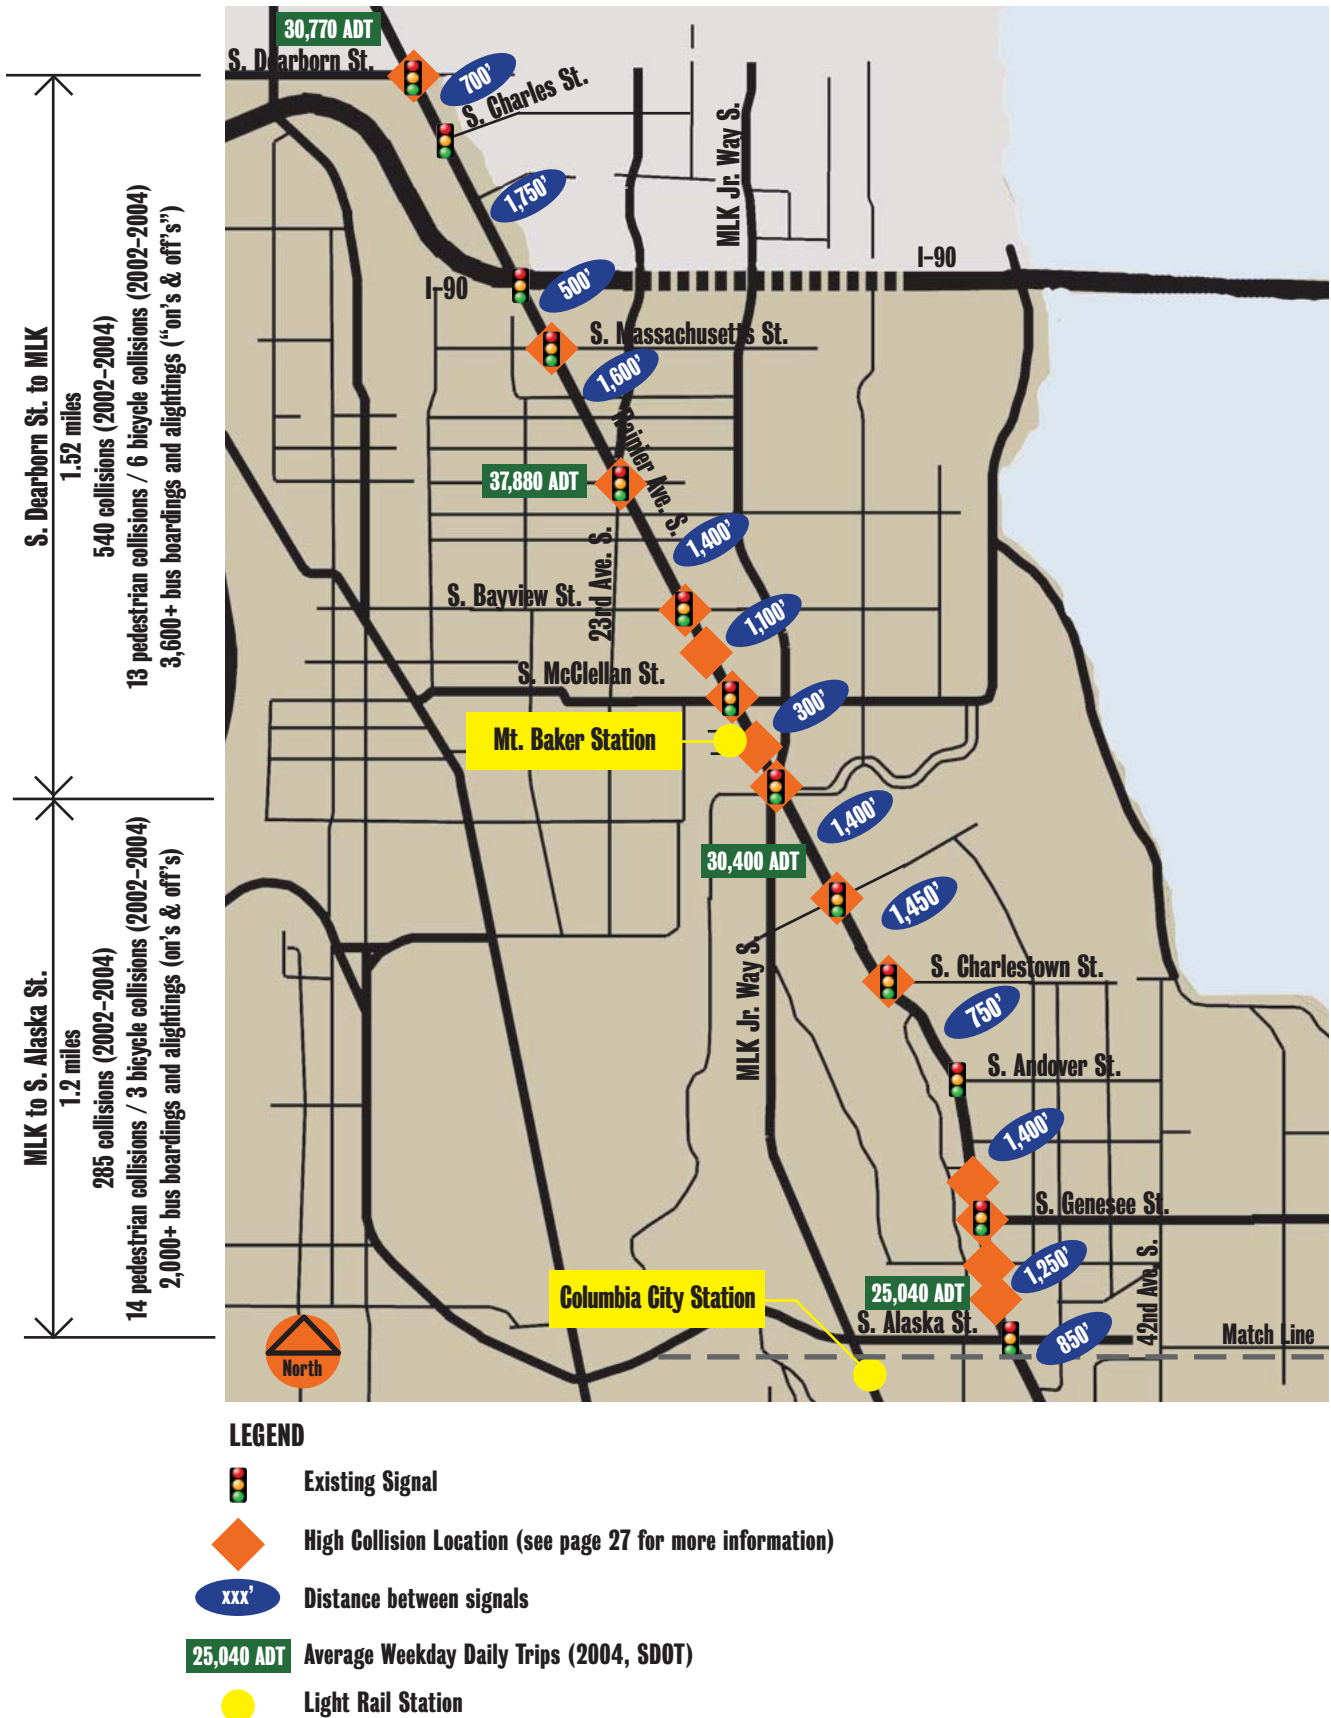 30,770 ADT
S. Dearborn St.
700'
S. Charles St.
1,750'
MLK Jr. Way S.
I-90
I-90
500'
S. Massachusetts St.
1,600'
Rainier Ave. S.
37,880 ADT
1,400'
23rd Ave. S.
S. Bayview St.
1,100'
S. McClellan St.
300'
Mt. Baker Station
1,400'
30,400 ADT
1,450'
MLK Jr. Way S.
S. Charlestown St.
750'
S. Andover St.
1,400'
S. Genesee St.
1,250'
42nd Ave. S.
25,040 ADT
Columbia City Station
S. Alaska St.
850'
Match Line
North
S. Dearborn St. to MLK
1.52 miles
540 collisions (2002-2004)
13 pedestrian collisions / 6 bicycle collisions (2002-2004)
3,600+ bus boardings and alightings (“on's & off's”)
MLK to S. Alaska St.
1.2 miles
285 collisions (2002-2004)
14 pedestrian collisions / 3 bicycle collisions (2002-2004)
2,000+ bus boardings and alightings (on's & off's)
LEGEND
Existing Signal
High Collision Location (see page 27 for more information)
xxx' Distance between signals
25,040 ADT Average Weekday Daily Trips (2004, SDOT)
Light Rail Station